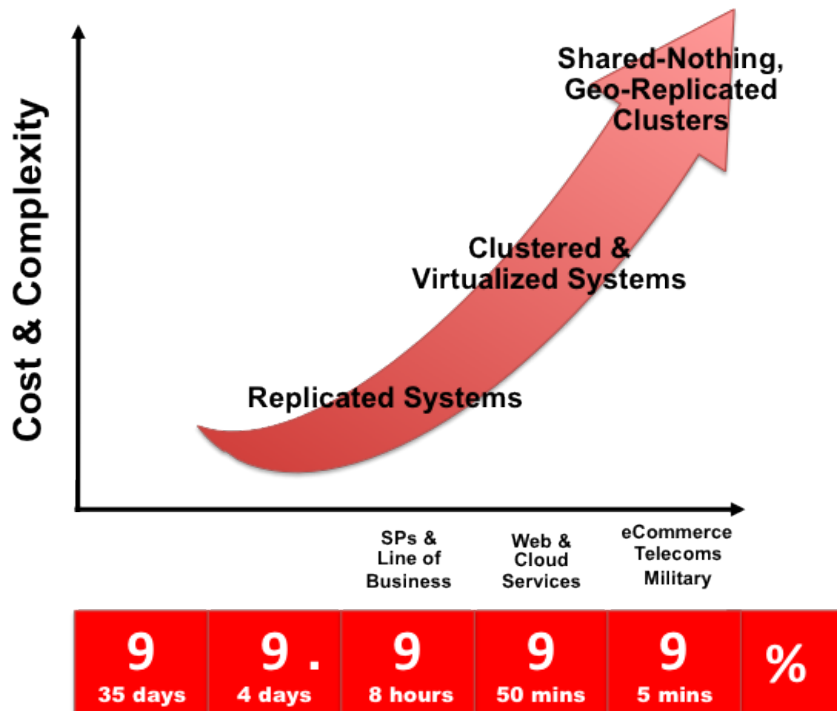 Cost & Complexity
Shared-Nothing,
Geo-Replicated
Clusters
Clustered &
Virtualized Systems
Replicated Systems
SPs &
Line of
Business
Web &
Cloud
Services
eCommerce
Telecoms
Military
9 9. 9 9 9 %
35 days 4 days 8 hours 50 mins 5 mins